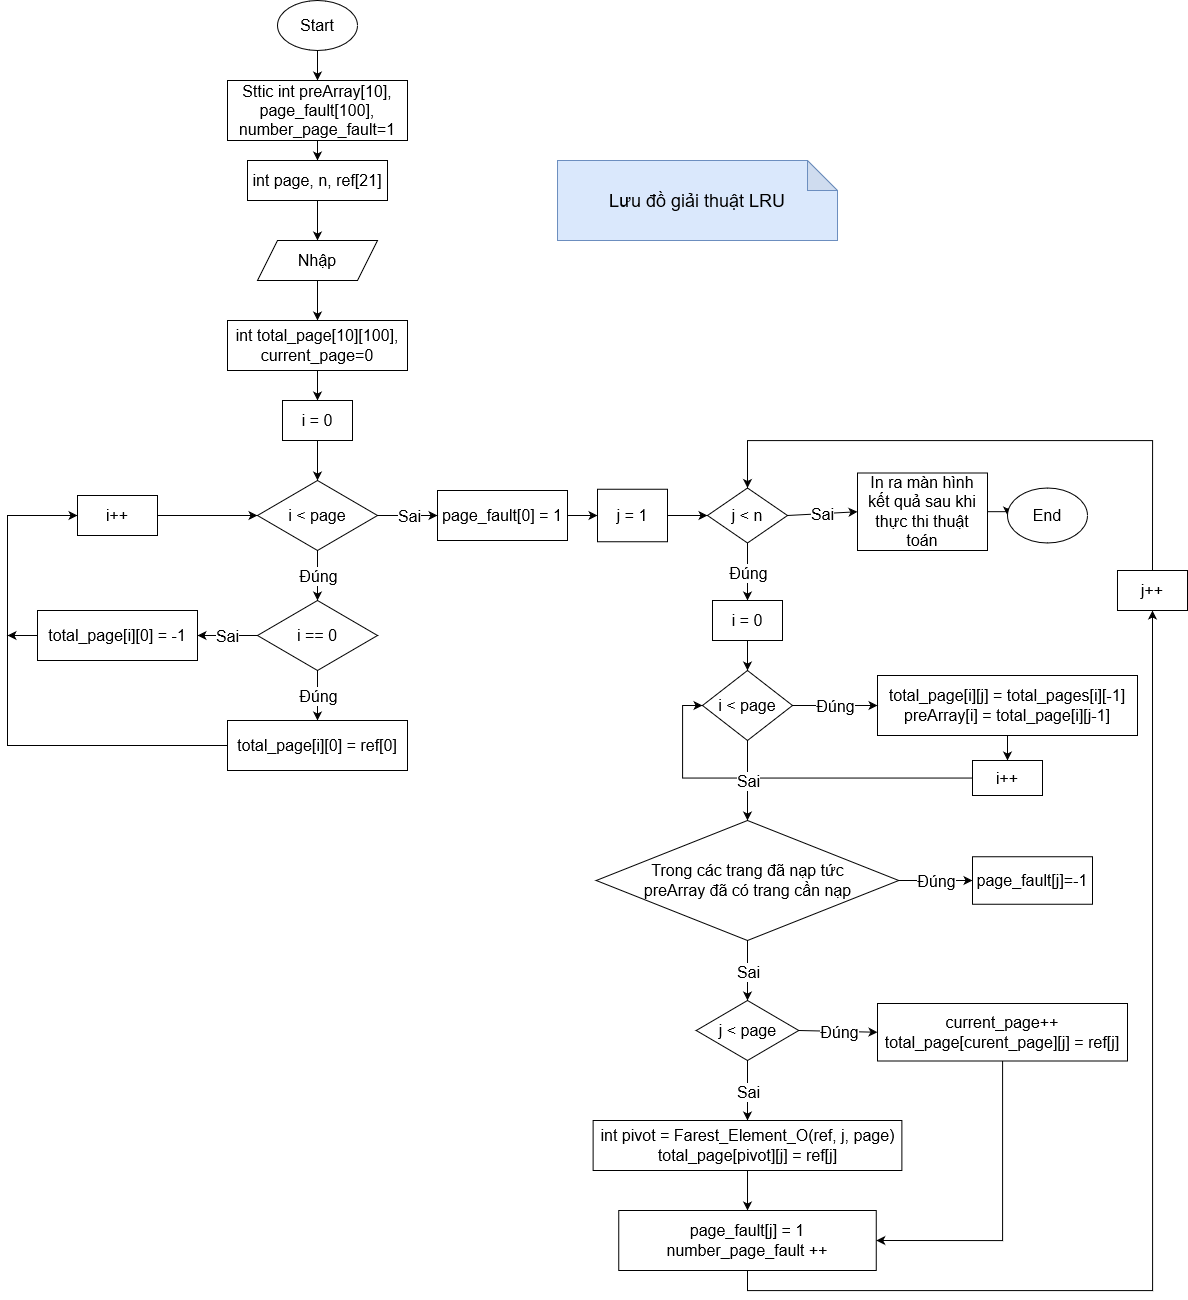 Start
Sttic int preArray[10],
page_fault[100],
number_page_fault=1
int page, n, ref[21]
Lưu đồ giải thuật LRU
Nhập
int total_page[10][100],
current_page=0
i = 0
i++
i < page
Sai
page_fault[0] = 1
j = 1
j < n
Sai
In ra màn hình
kết quả sau khi
thực thi thuật
toán
End
Đúng
Đúng
j++
total_page[i][0] = -1
Sai
i == 0
i = 0
Đúng
total_page[i][0] = ref[0]
i < page
Đúng
total_page[i][j] = total_pages[i][-1]
preArray[i] = total_page[i][j-1]
Sai
i++
Trong các trang đã nạp tức
preArray đã có trang cần nạp
Đúng
page_fault[j]=-1
Sai
j < page
Đúng
current_page++
total_page[curent_page][j] = ref[j]
Sai
int pivot = Farest_Element_O(ref, j, page)
total_page[pivot][j] = ref[j]
page_fault[j] = 1
number_page_fault ++